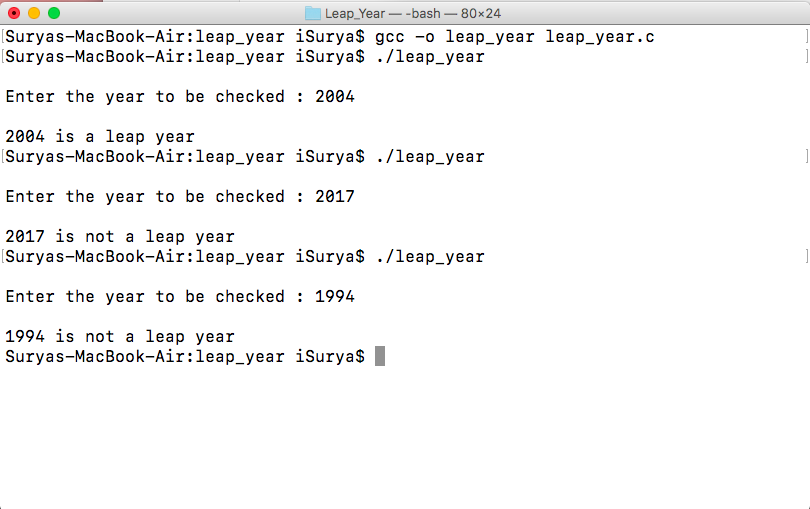 Leap_Year — -bash — 80×24
[Suryas-MacBook-Air:leap_year iSurya$ gcc -o leap_year leap_year.c ]
[Suryas-MacBook-Air:leap_year iSurya$ ./leap_year ]
Enter the year to be checked : 2004
2004 is a leap year
[Suryas-MacBook-Air:leap_year iSurya$ ./leap_year ]
Enter the year to be checked : 2017
2017 is not a leap year
[Suryas-MacBook-Air:leap_year iSurya$ ./leap_year ]
Enter the year to be checked : 1994
1994 is not a leap year
Suryas-MacBook-Air:leap_year iSurya$